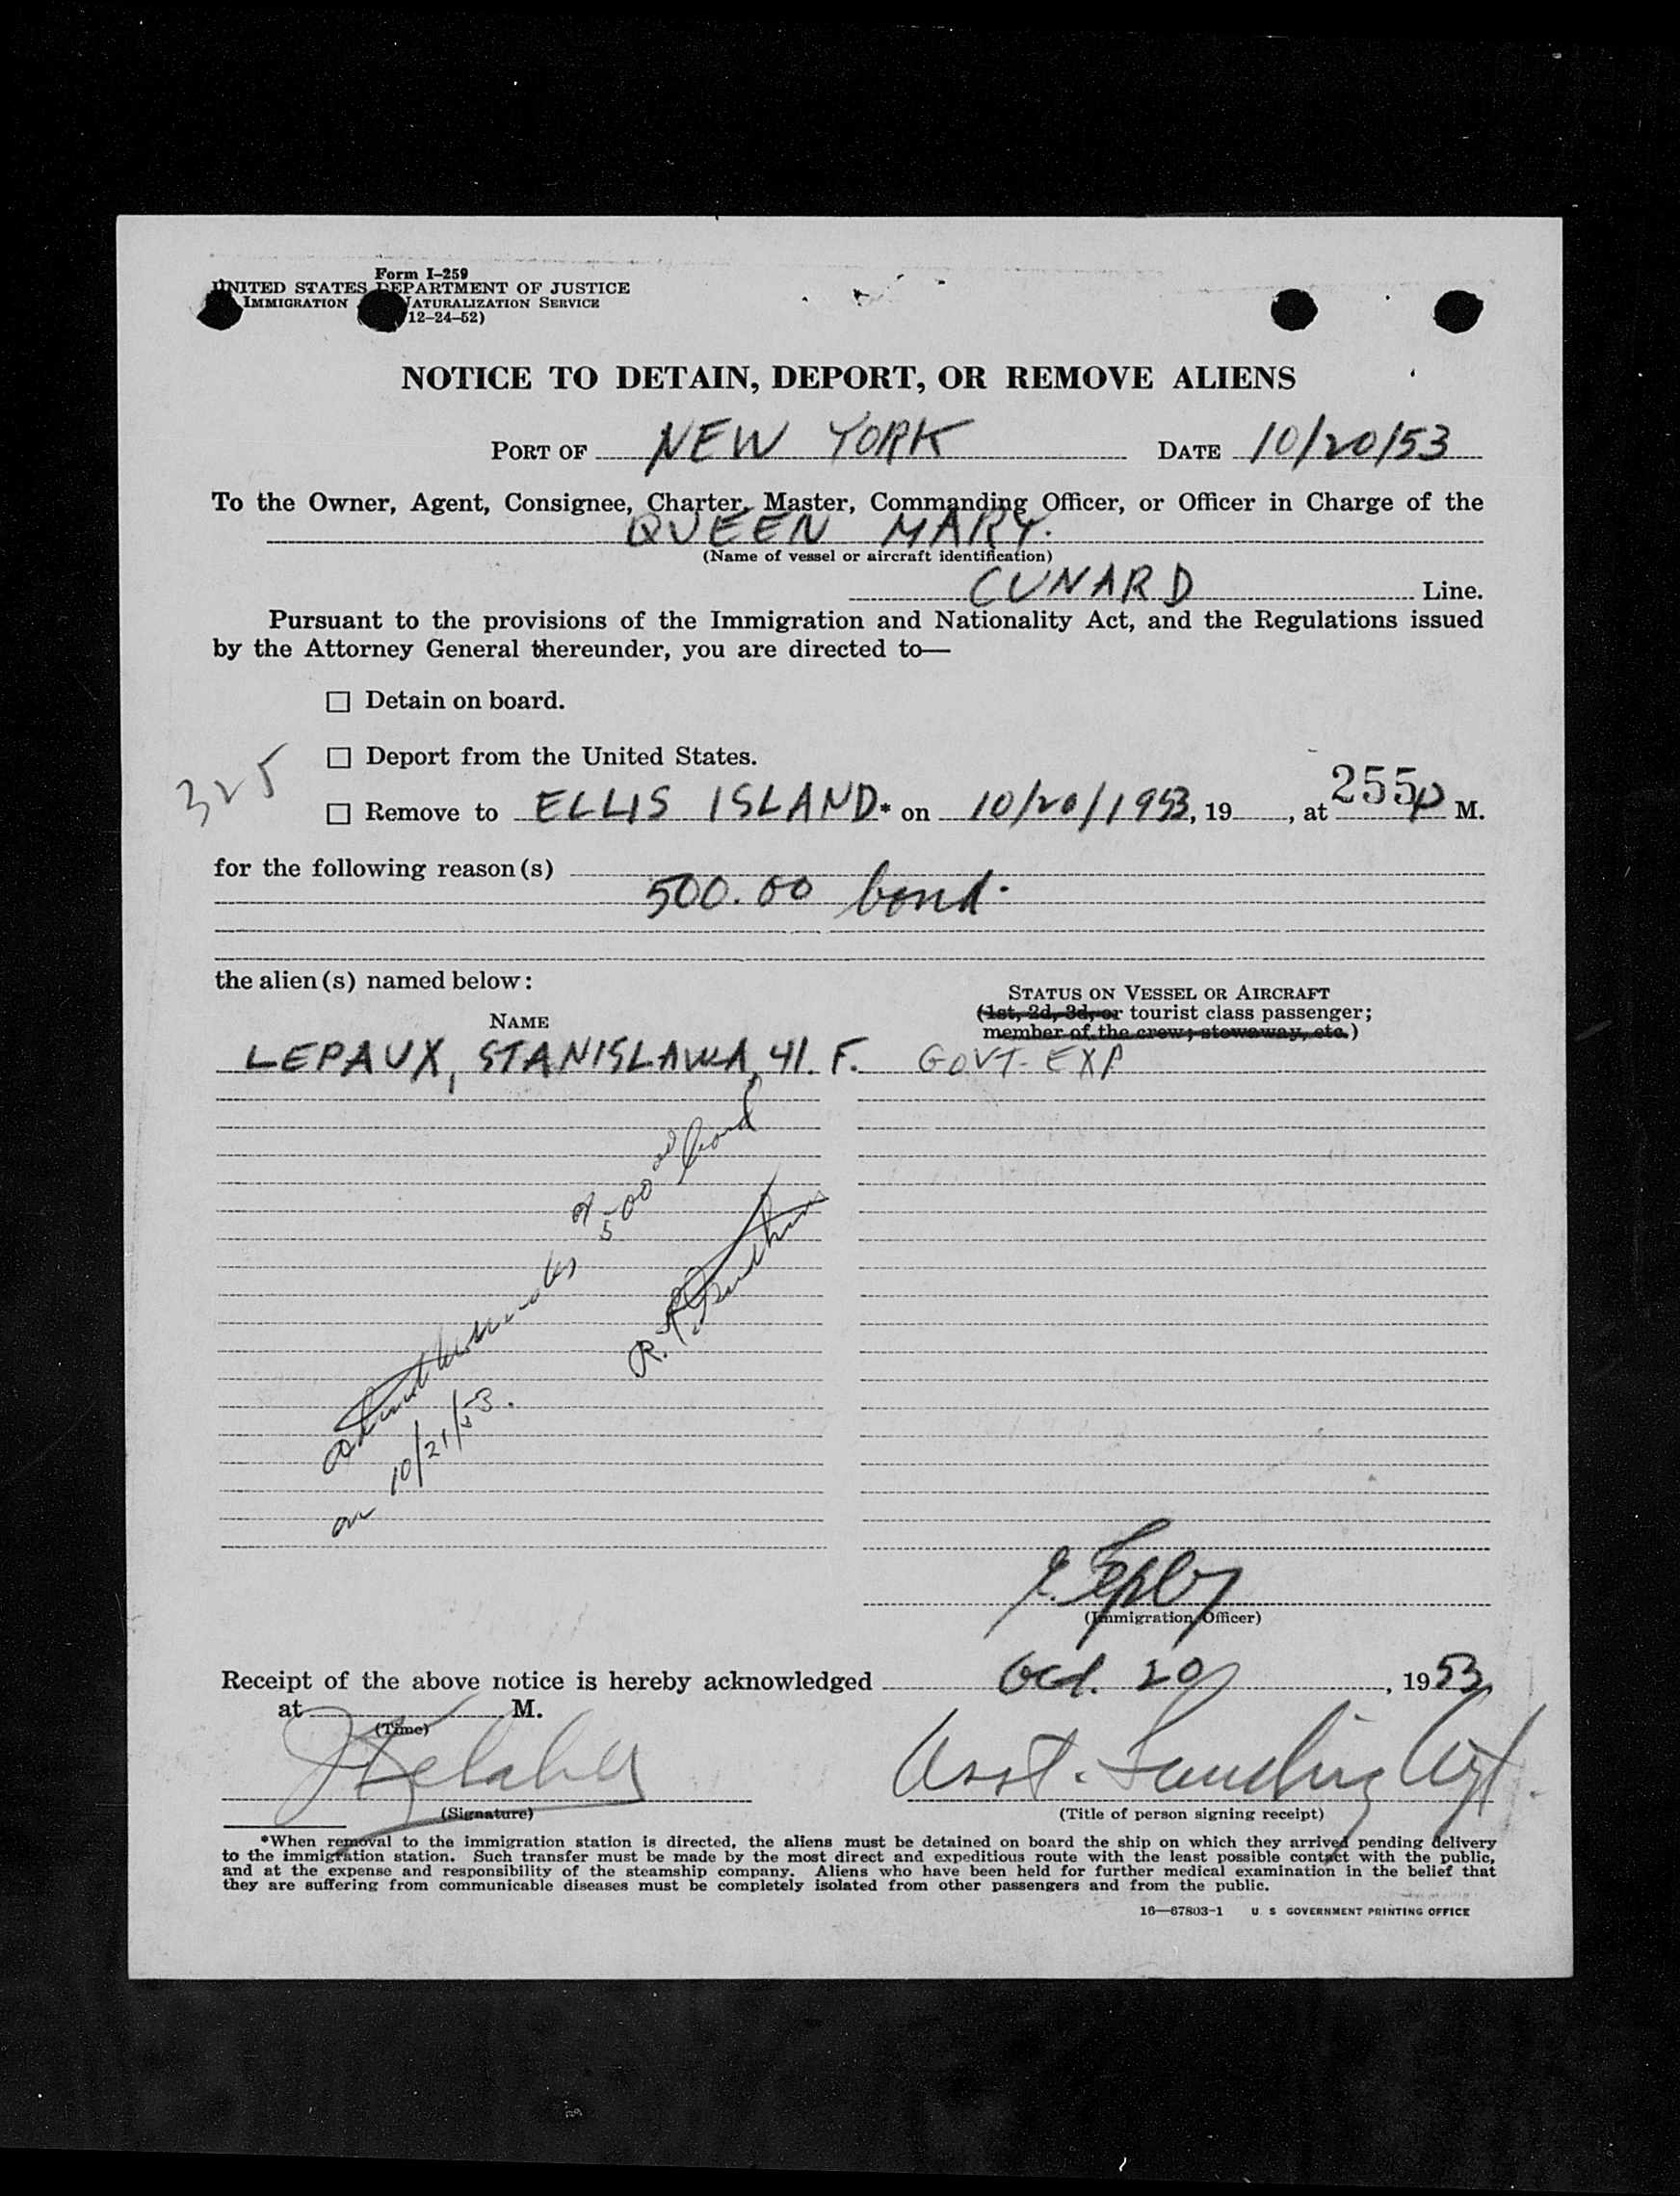 Form I-259
UNITED STATES DEPARTMENT OF JUSTICE
IMMIGRATION NATURALIZATION SERVICE
12-24-52)
NOTICE TO DETAIN, DEPORT, OR REMOVE ALIENS
PORT OF NEW YORK DATE 10/20/53
To the Owner, Agent, Consignee, Charter, Master, Commanding Officer, or Officer in Charge of the
QUEEN MARY.
(Name of vessel or aircraft identification)
CUNARD Line.
Pursuant to the provisions of the Immigration and Nationality Act, and the Regulations issued
by the Attorney General thereunder, you are directed to—
☐ Detain on board.
☐ Deport from the United States.
325
☐ Remove to ELLIS ISLAND* on 10/20/1953, 19, at 255 p M.
for the following reason(s)
500.00 bond.
the alien(s) named below:
STATUS ON VESSEL OR AIRCRAFT
(1st, 2d, 3d, or tourist class passenger;
member of the crew; stowaway, etc.)
NAME
LEPAUX, STANISLAWA, 41. F. GOVT. EXP
500 00 bond
on 10/21/53.
(Immigration Officer)
Receipt of the above notice is hereby acknowledged Oct. 20, 1953
at M.
(Time)
Asst. Landing Agt.
(Signature) (Title of person signing receipt)
*When removal to the immigration station is directed, the aliens must be detained on board the ship on which they arrived pending delivery
to the immigration station. Such transfer must be made by the most direct and expeditious route with the least possible contact with the public,
and at the expense and responsibility of the steamship company. Aliens who have been held for further medical examination in the belief that
they are suffering from communicable diseases must be completely isolated from other passengers and from the public.
16—67803-1 U S GOVERNMENT PRINTING OFFICE